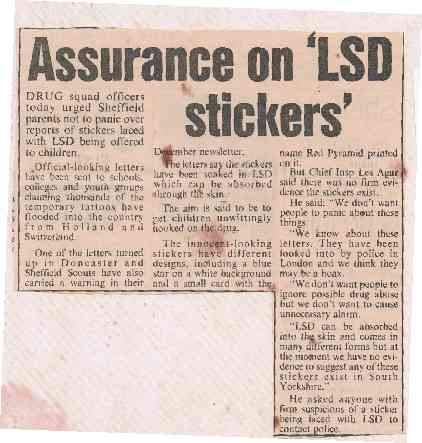 Assurance on 'LSD
stickers'
DRUG squad officers
today urged Sheffield
parents not to panic over
reports of stickers laced
with LSD being offered
to children.
Official-looking letters
have been sent to schools,
colleges and youth groups
claiming thousands of the
temporary tattoos have
flooded into the country
from Holland and
Switzerland.
One of the letters turned
up in Doncaster and
Sheffield Scouts have also
carried a warning in their
December newsletter.
The letters say the stickers
have been soaked in LSD
which can be absorbed
through the skin.
The aim is said to be to
get children unwittingly
hooked on the drug.
The innocent-looking
stickers have different
designs, including a blue
star on a white background
and a small card with the
name Red Pyramid printed
on it.
But Chief Insp Les Agar
said there was no firm evi-
dence the stickers exist.
He said: "We don't want
people to panic about these
things.
"We know about these
letters. They have been
looked into by police in
London and we think they
may be a hoax.
"We don't want people to
ignore possible drug abuse
but we don't want to cause
unnecessary alarm.
"LSD can be absorbed
into the skin and comes in
many different forms but at
the moment we have no evi-
dence to suggest any of these
stickers exist in South
Yorkshire."
He asked anyone with
firm suspicions of a sticker
being laced with LSD to
contact police.